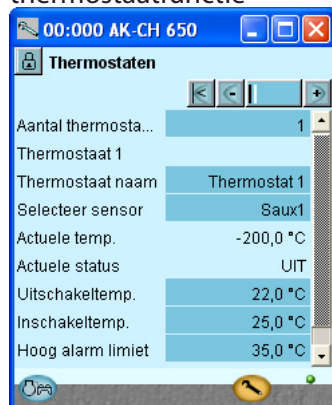 thermostaatfunctie
00:000 AK-CH 650
Thermostaten
Aantal thermosta... 1
Thermostaat 1
Thermostaat naam Thermostat 1
Selecteer sensor Saux1
Actuele temp. -200,0 °C
Actuele status UIT
Uitschakeltemp. 22,0 °C
Inschakeltemp. 25,0 °C
Hoog alarm limiet 35,0 °C